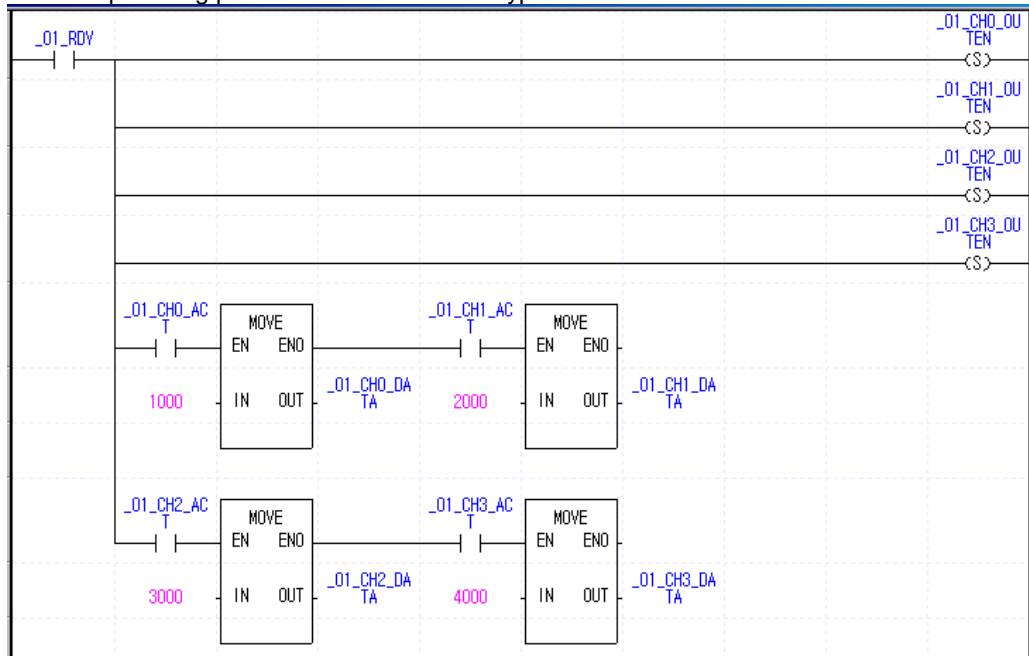 _01_RDY
_01_CH0_OU
TEN
(S)
_01_CH1_OU
TEN
(S)
_01_CH2_OU
TEN
(S)
_01_CH3_OU
TEN
(S)
_01_CH0_AC
T
MOVE
EN ENO
_01_CH1_AC
T
MOVE
EN ENO
1000
IN OUT
_01_CH0_DA
TA
2000
IN OUT
_01_CH1_DA
TA
_01_CH2_AC
T
MOVE
EN ENO
_01_CH3_AC
T
MOVE
EN ENO
3000
IN OUT
_01_CH2_DA
TA
4000
IN OUT
_01_CH3_DA
TA